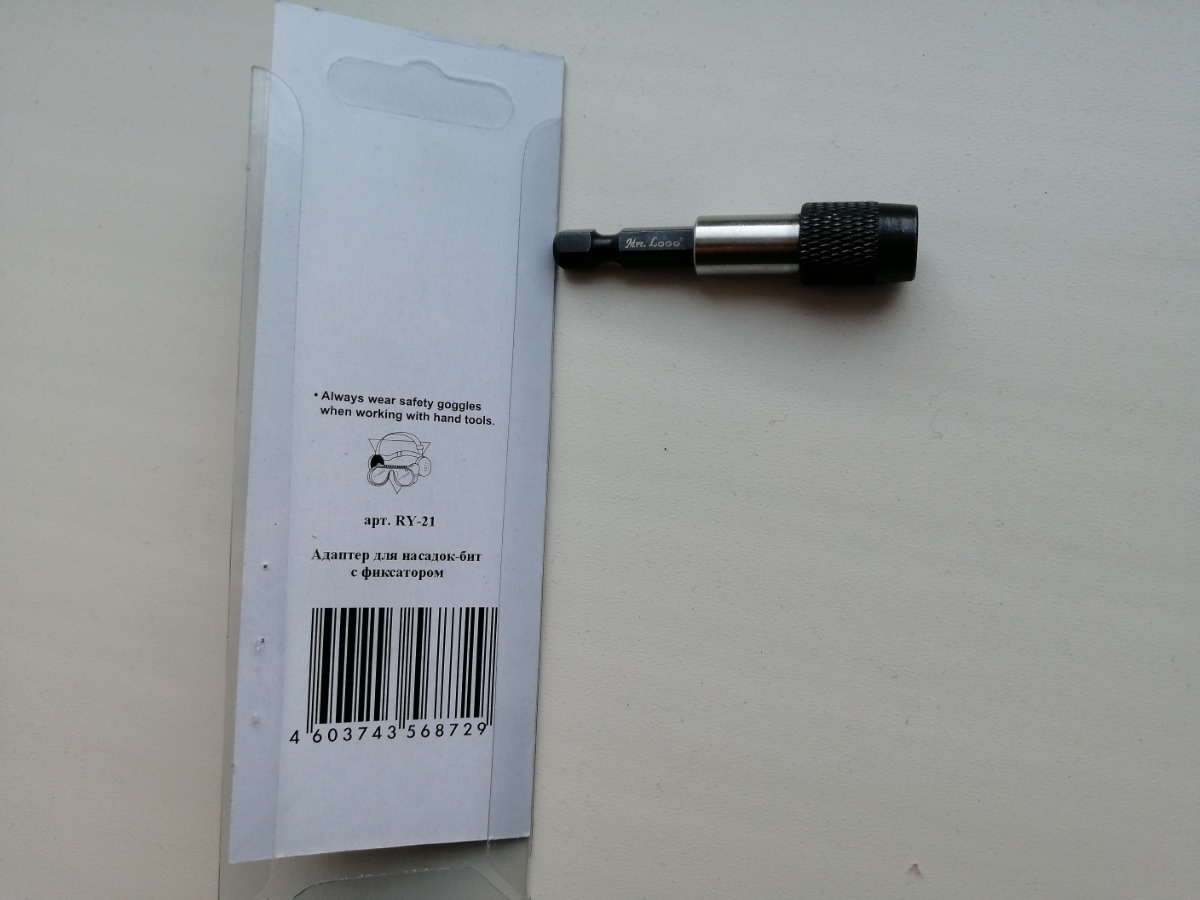 • Always wear safety goggles
when working with hand tools.
арт. RY-21
Адаптер для насадок-бит
с фиксатором
4 603743 568729
Mr. Logo